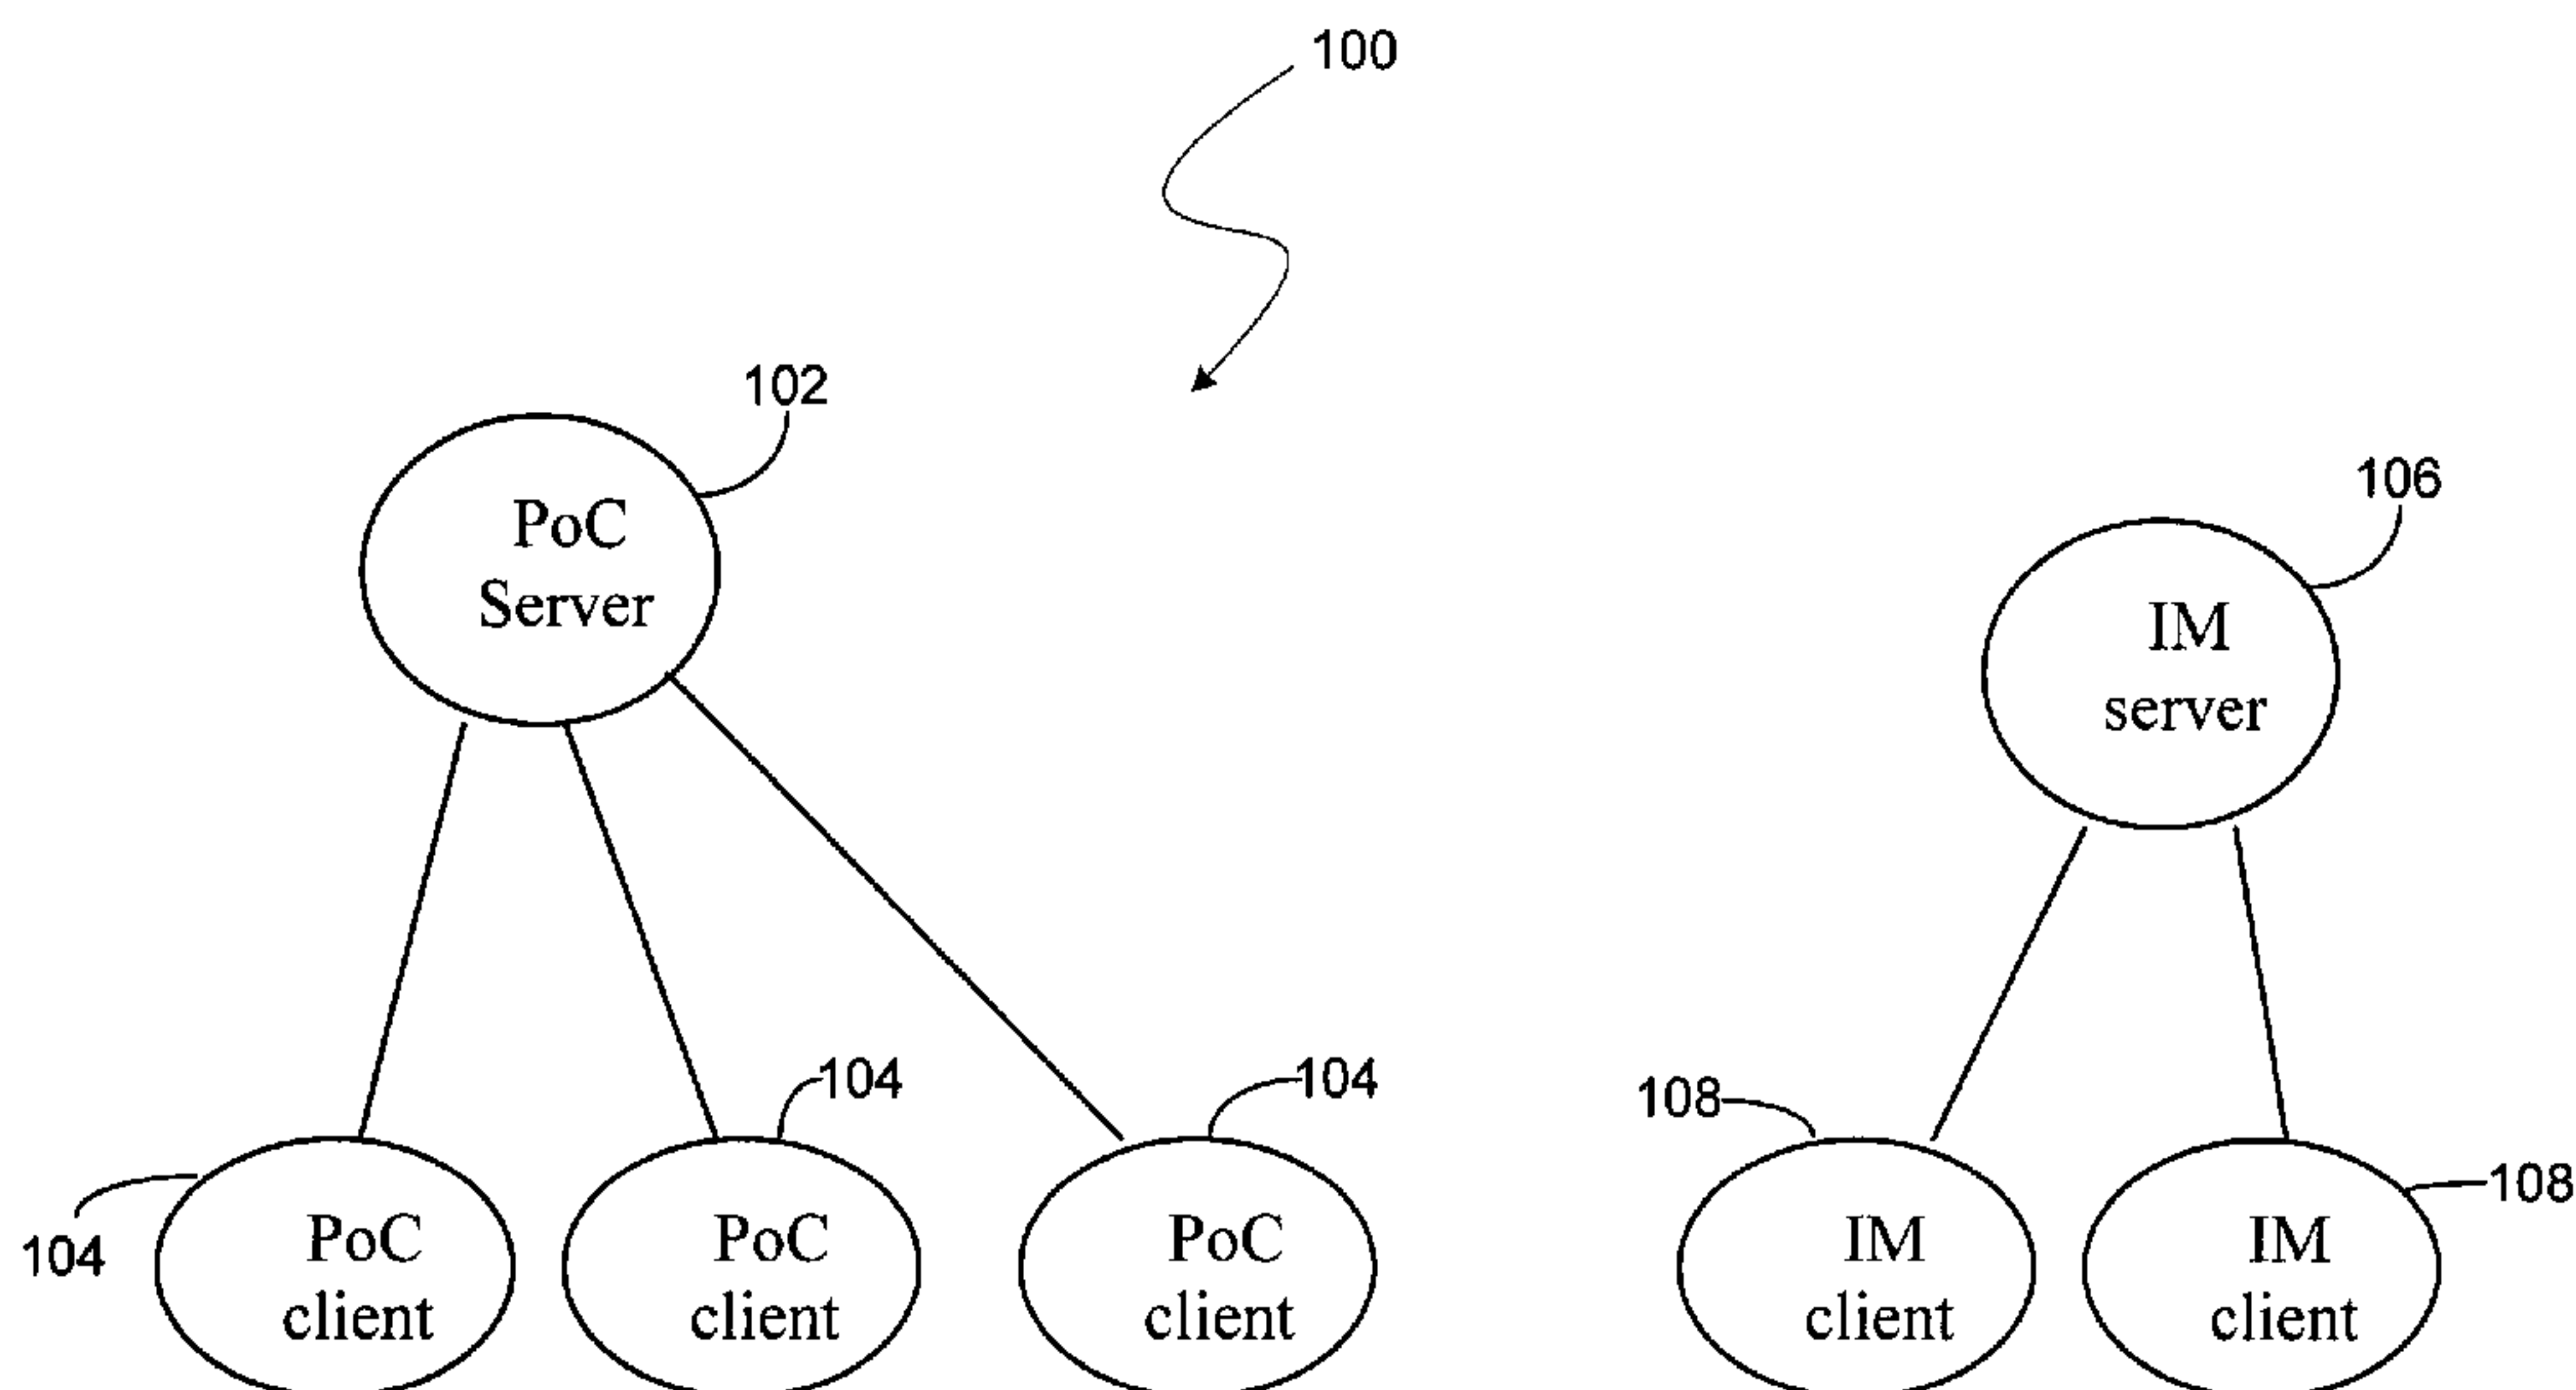 100
102
PoC
Server
106
IM
server
104
104
108
108
104
PoC
client
PoC
client
PoC
client
IM
client
IM
client